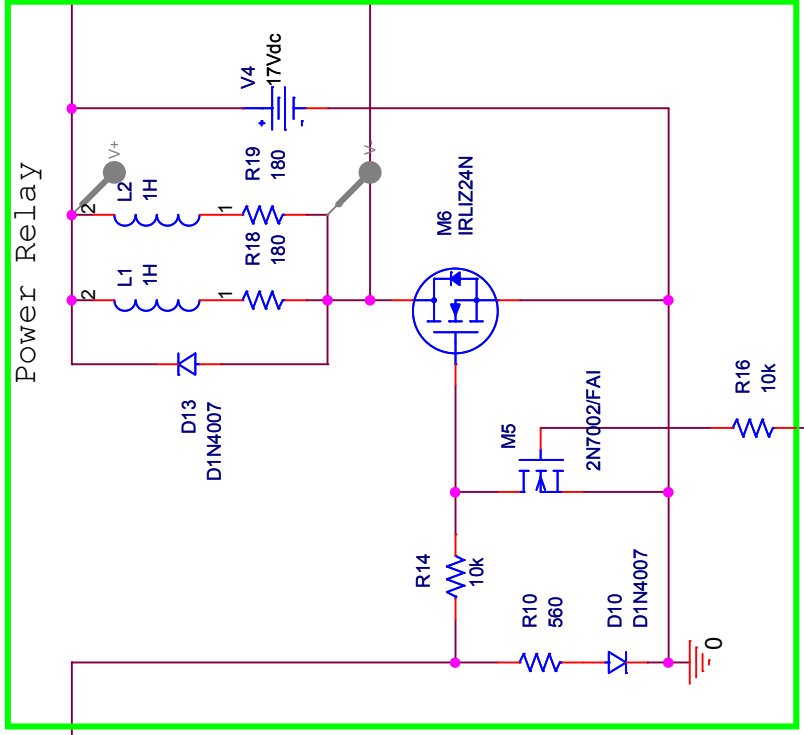 Power Relay
V4
17Vdc
V+
V-
L2
1H
2
1
R19
180
L1
1H
2
1
R18
180
M6
IRLIZ24N
D13
D1N4007
M5
2N7002/FAI
R16
10k
R14
10k
R10
560
D10
D1N4007
0
+
-